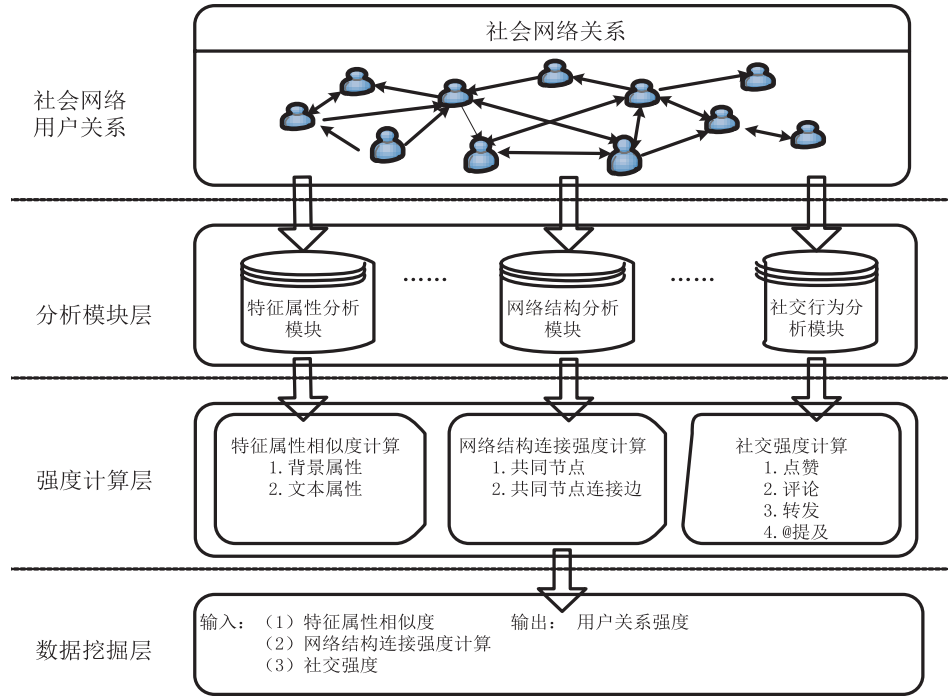 社会网络关系
社会网络
用户关系
分析模块层
特征属性分析
模块
……
网络结构分析
模块
……
社交行为分
析模块
强度计算层
特征属性相似度计算
1.背景属性
2.文本属性
网络结构连接强度计算
1.共同节点
2.共同节点连接边
社交强度计算
1.点赞
2.评论
3.转发
4.@提及
数据挖掘层
输入：（1）特征属性相似度
（2）网络结构连接强度计算
（3）社交强度
输出： 用户关系强度